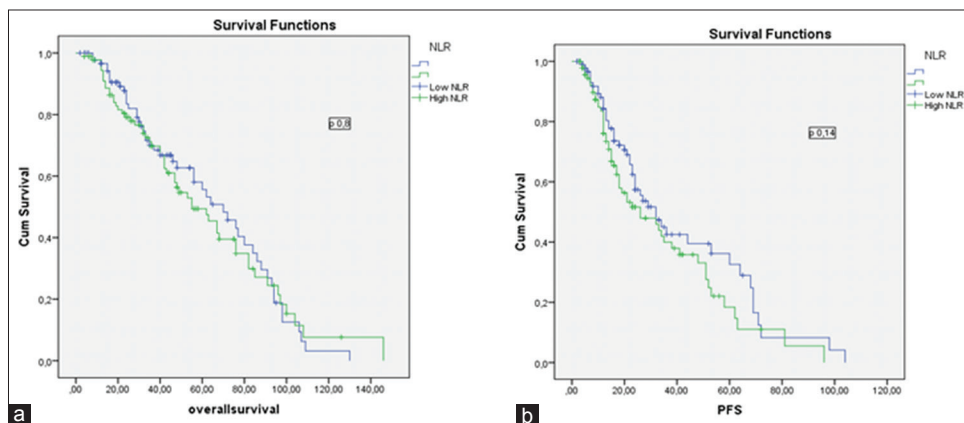 Survival Functions
NLR
Low NLR
High NLR
p 0,8
Cum Survival
1,0
0,8
0,6
0,4
0,2
0,0
,00
20,00
40,00
60,00
80,00
100,00
120,00
140,00
overallsurvival
a
Survival Functions
NLR
Low NLR
High NLR
p 0,14
Cum Survival
1,0
0,8
0,6
0,4
0,2
0,0
,00
20,00
40,00
60,00
80,00
100,00
120,00
PFS
b